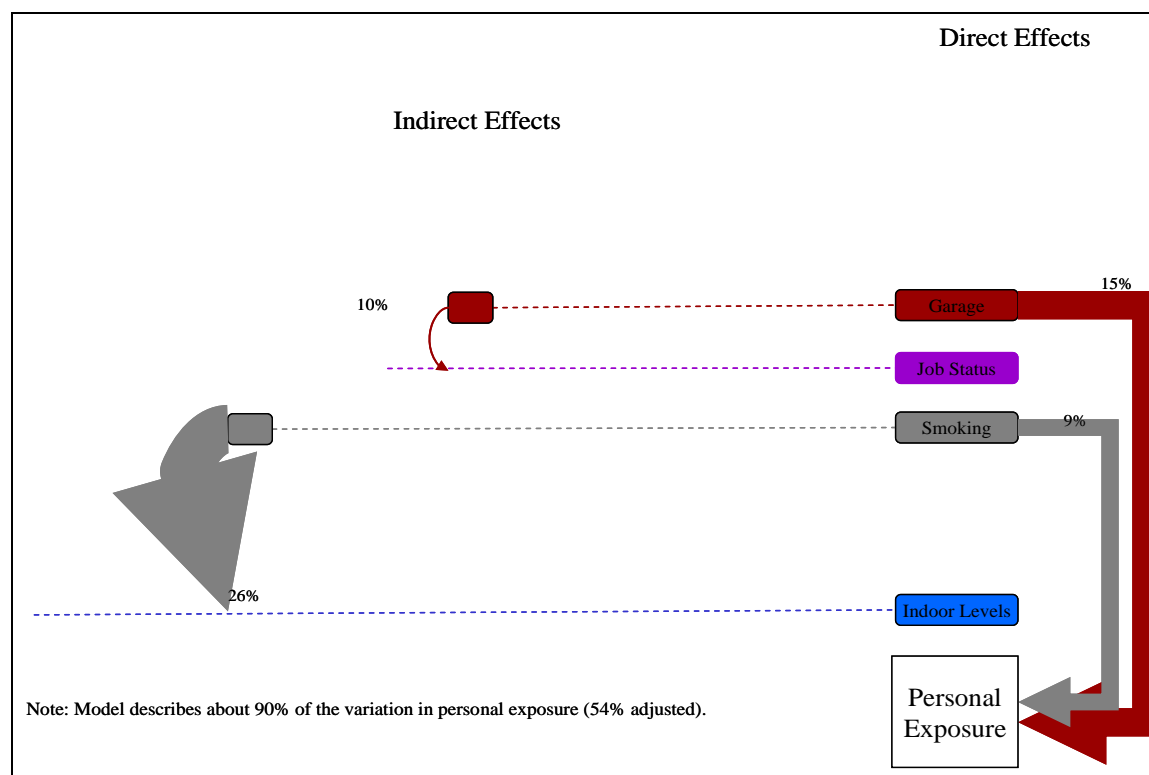 Direct Effects
Indirect Effects
15%
10%
Garage
Job Status
9%
Smoking
26%
Indoor Levels
Personal
Exposure
Note: Model describes about 90% of the variation in personal exposure (54% adjusted).